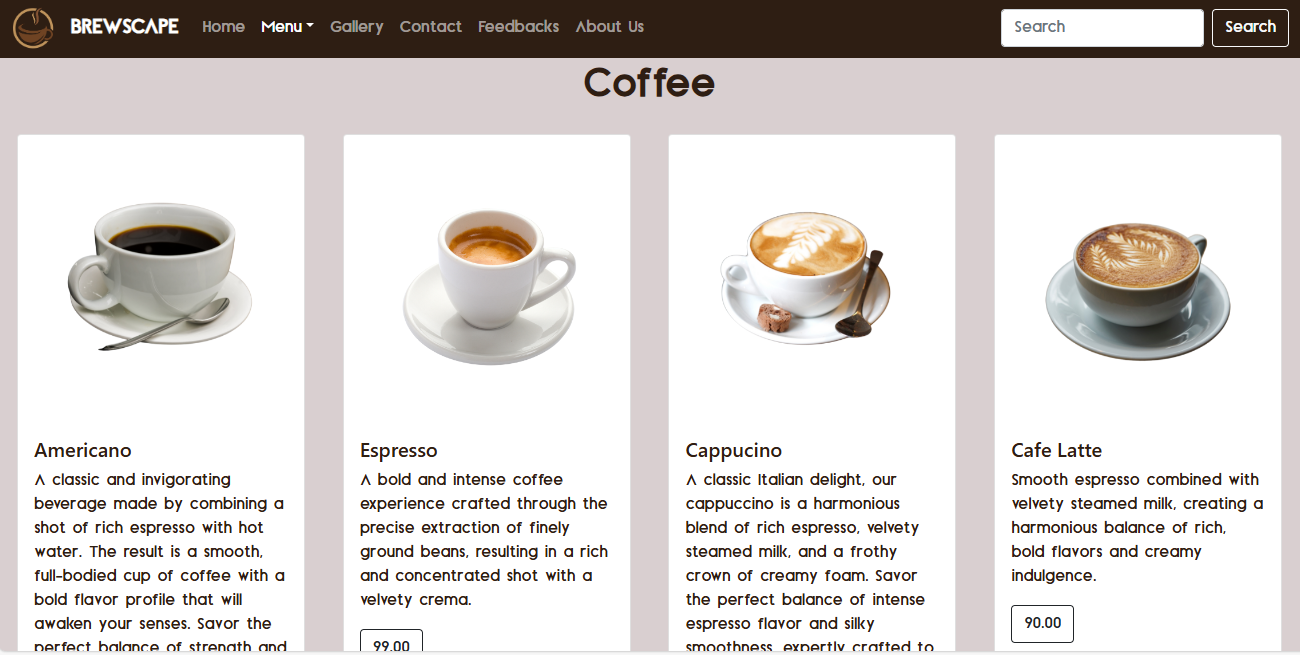 BREWSCAPE Home Menu Gallery Contact Feedbacks About Us Search Search
Coffee
Americano
A classic and invigorating
beverage made by combining a
shot of rich espresso with hot
water. The result is a smooth,
full-bodied cup of coffee with a
bold flavor profile that will
awaken your senses. Savor the
perfect balance of strength and
Espresso
A bold and intense coffee
experience crafted through the
precise extraction of finely
ground beans, resulting in a rich
and concentrated shot with a
velvety crema.
99.00
Cappucino
A classic Italian delight, our
cappuccino is a harmonious
blend of rich espresso, velvety
steamed milk, and a frothy
crown of creamy foam. Savor
the perfect balance of intense
espresso flavor and silky
smoothness, expertly crafted to
Cafe Latte
Smooth espresso combined with
velvety steamed milk, creating a
harmonious balance of rich,
bold flavors and creamy
indulgence.
90.00